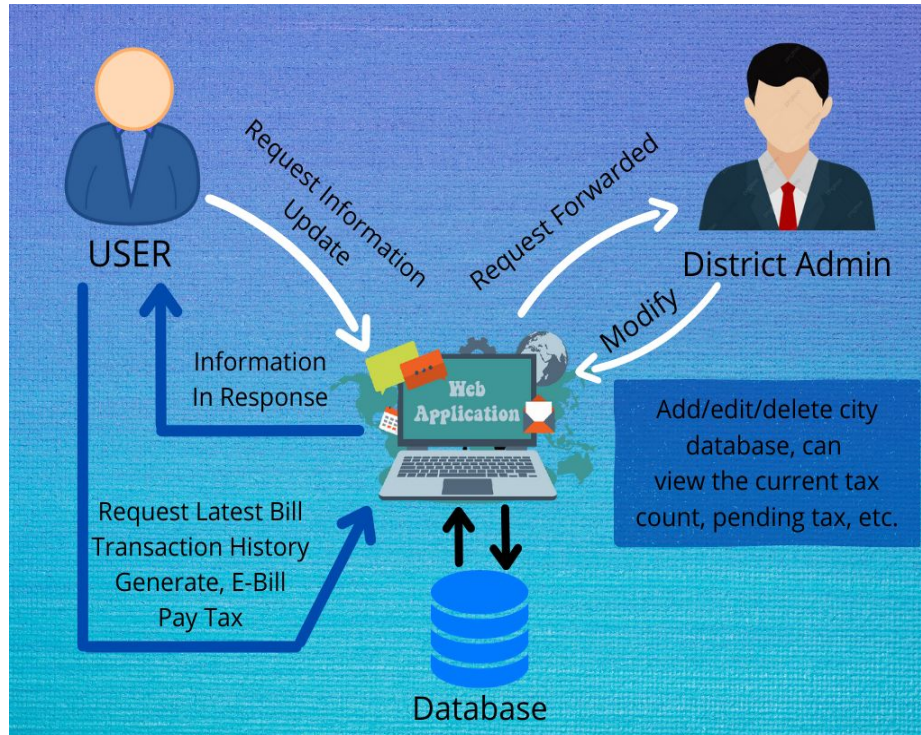 Request Information
Update
Request Forwarded
USER
District Admin
Modify
Information
In Response
Web
Application
Add/edit/delete city
database, can
view the current tax
count, pending tax, etc.
Request Latest Bill
Transaction History
Generate, E-Bill
Pay Tax
Database